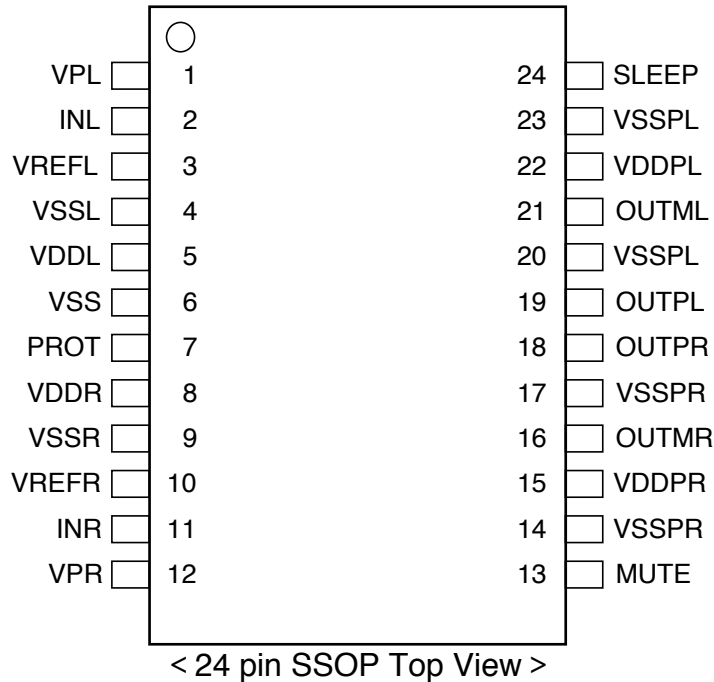 VPL 1 24 SLEEP
INL 2 23 VSSPL
VREFL 3 22 VDDPL
VSSL 4 21 OUTML
VDDL 5 20 VSSPL
VSS 6 19 OUTPL
PROT 7 18 OUTPR
VDDR 8 17 VSSPR
VSSR 9 16 OUTMR
VREFR 10 15 VDDPR
INR 11 14 VSSPR
VPR 12 13 MUTE
< 24 pin SSOP Top View >